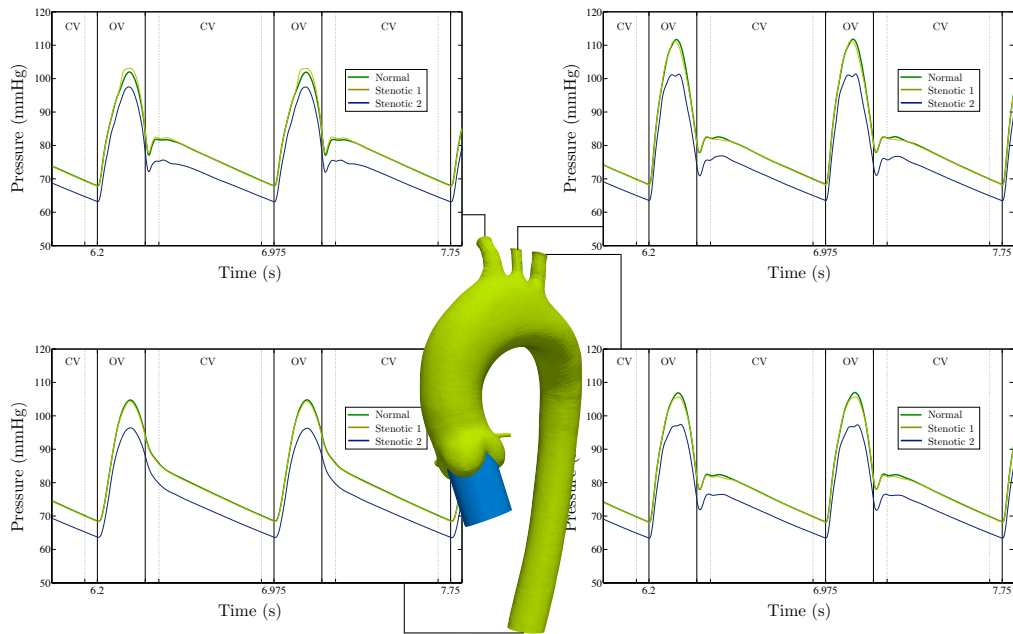 CV OV CV OV CV
120
110
100
90
80
70
60
50
Pressure (mmHg)
Normal
Stenotic 1
Stenotic 2
6.2 6.975 7.75
Time (s)
CV OV CV OV CV
120
110
100
90
80
70
60
50
Pressure (mmHg)
Normal
Stenotic 1
Stenotic 2
6.2 6.975 7.75
Time (s)
CV OV CV OV CV
120
110
100
90
80
70
60
50
Pressure (mmHg)
Normal
Stenotic 1
Stenotic 2
6.2 6.975 7.75
Time (s)
CV OV CV OV CV
120
110
100
90
80
70
60
50
Pressure (mmHg)
Normal
Stenotic 1
Stenotic 2
6.2 6.975 7.75
Time (s)